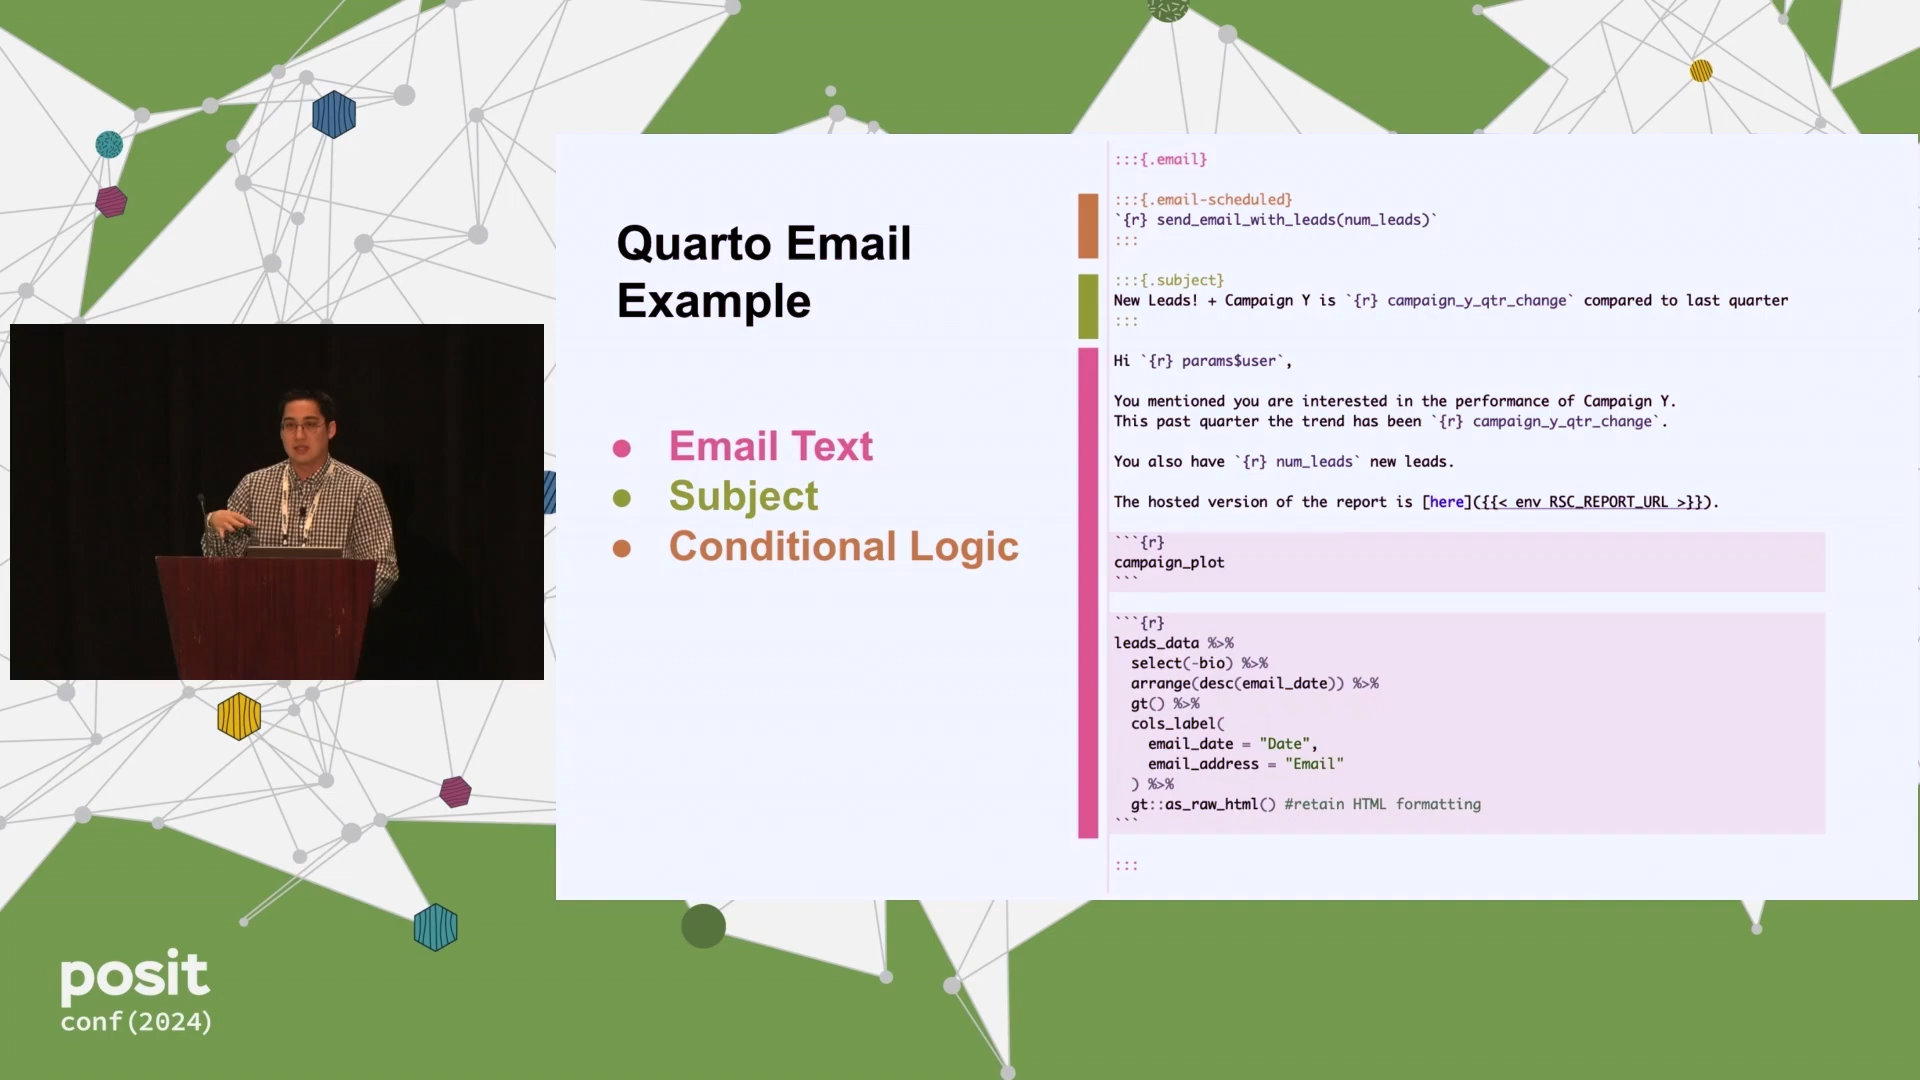 Quarto Email
Example
● Email Text
● Subject
● Conditional Logic
:::{.email}
:::{.email-scheduled}
`{r} send_email_with_leads(num_leads)`
:::
:::{.subject}
New Leads! + Campaign Y is `{r} campaign_y_qtr_change` compared to last quarter
:::
Hi `{r} params$user`,
You mentioned you are interested in the performance of Campaign Y.
This past quarter the trend has been `{r} campaign_y_qtr_change`.
You also have `{r} num_leads` new leads.
The hosted version of the report is [here]({{< env RSC_REPORT_URL >}}).
```{r}
campaign_plot
```
```{r}
leads_data %>%
  select(-bio) %>%
  arrange(desc(email_date)) %>%
  gt() %>%
  cols_label(
    email_date = "Date",
    email_address = "Email"
  ) %>%
  gt::as_raw_html() #retain HTML formatting
```
:::
posit
conf(2024)